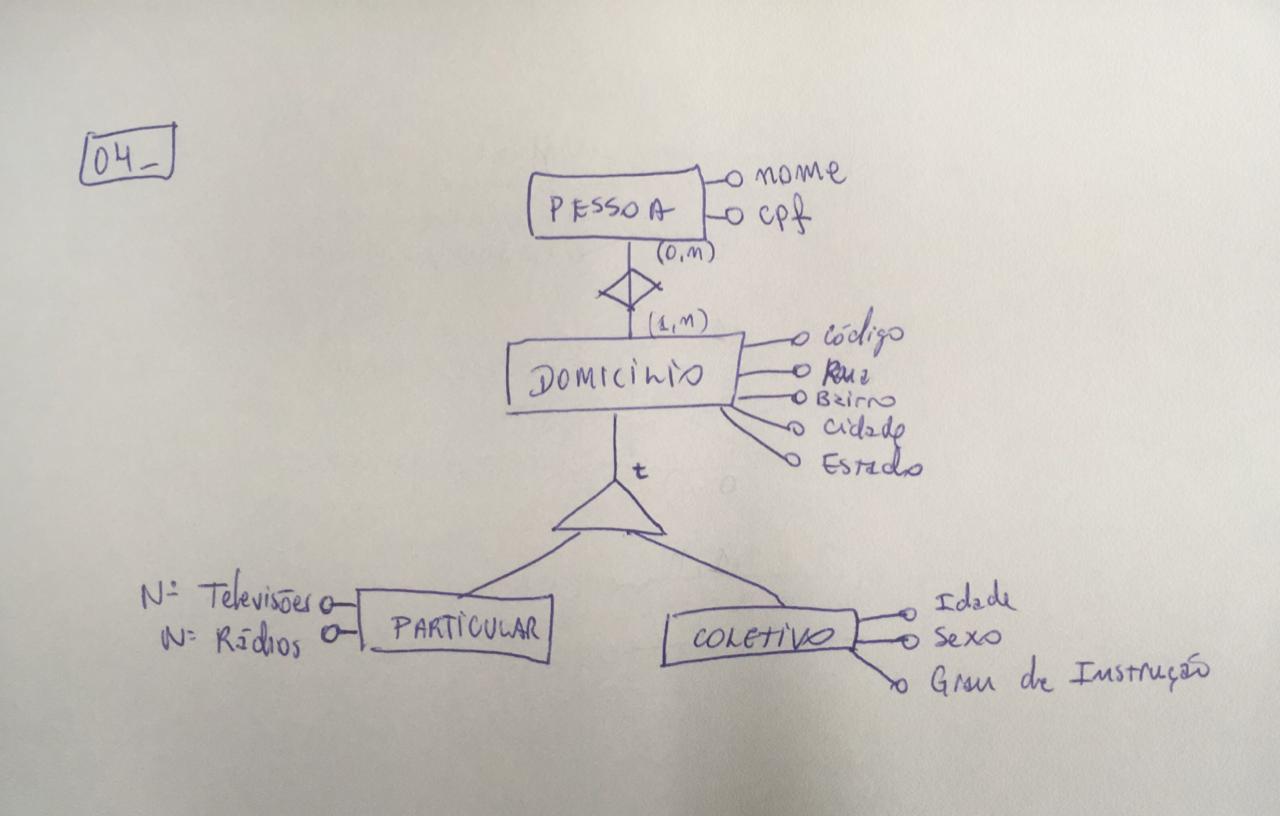 04_
nome
PESSOA
cpf
(0,n)
(1,n)
Código
DOMICÍLIO
Rua
Bairro
Cidade
Estado
t
Nº Televisões
Idade
PARTICULAR
Nº Rádios
COLETIVO
Sexo
Grau de Instrução